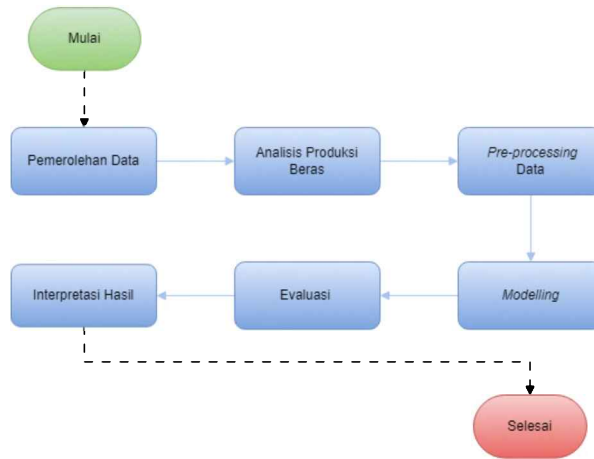 Mulai
Pemerolehan Data
Analisis Produksi
Beras
Pre-processing
Data
Modelling
Evaluasi
Interpretasi Hasil
Selesai